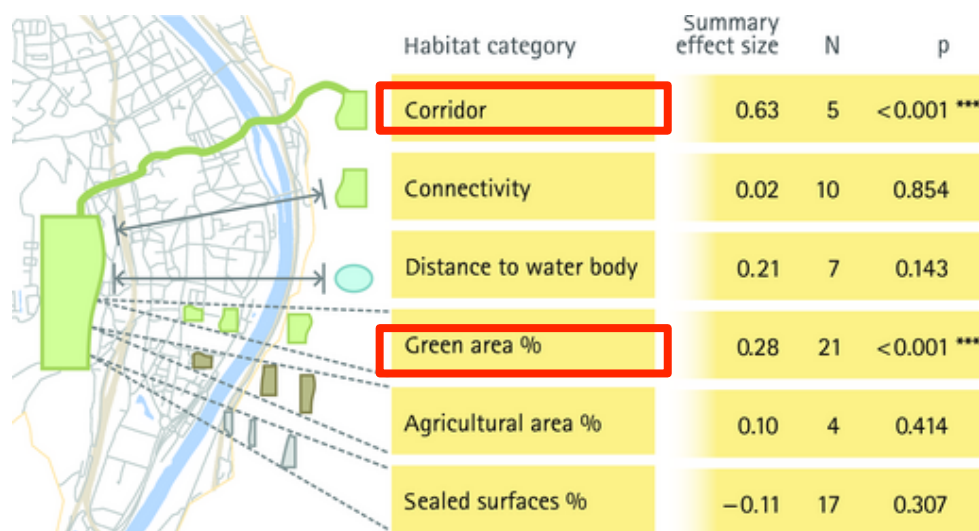 Habitat category Summary effect size N p
Corridor 0.63 5 <0.001 ***
Connectivity 0.02 10 0.854
Distance to water body 0.21 7 0.143
Green area % 0.28 21 <0.001 ***
Agricultural area % 0.10 4 0.414
Sealed surfaces % −0.11 17 0.307